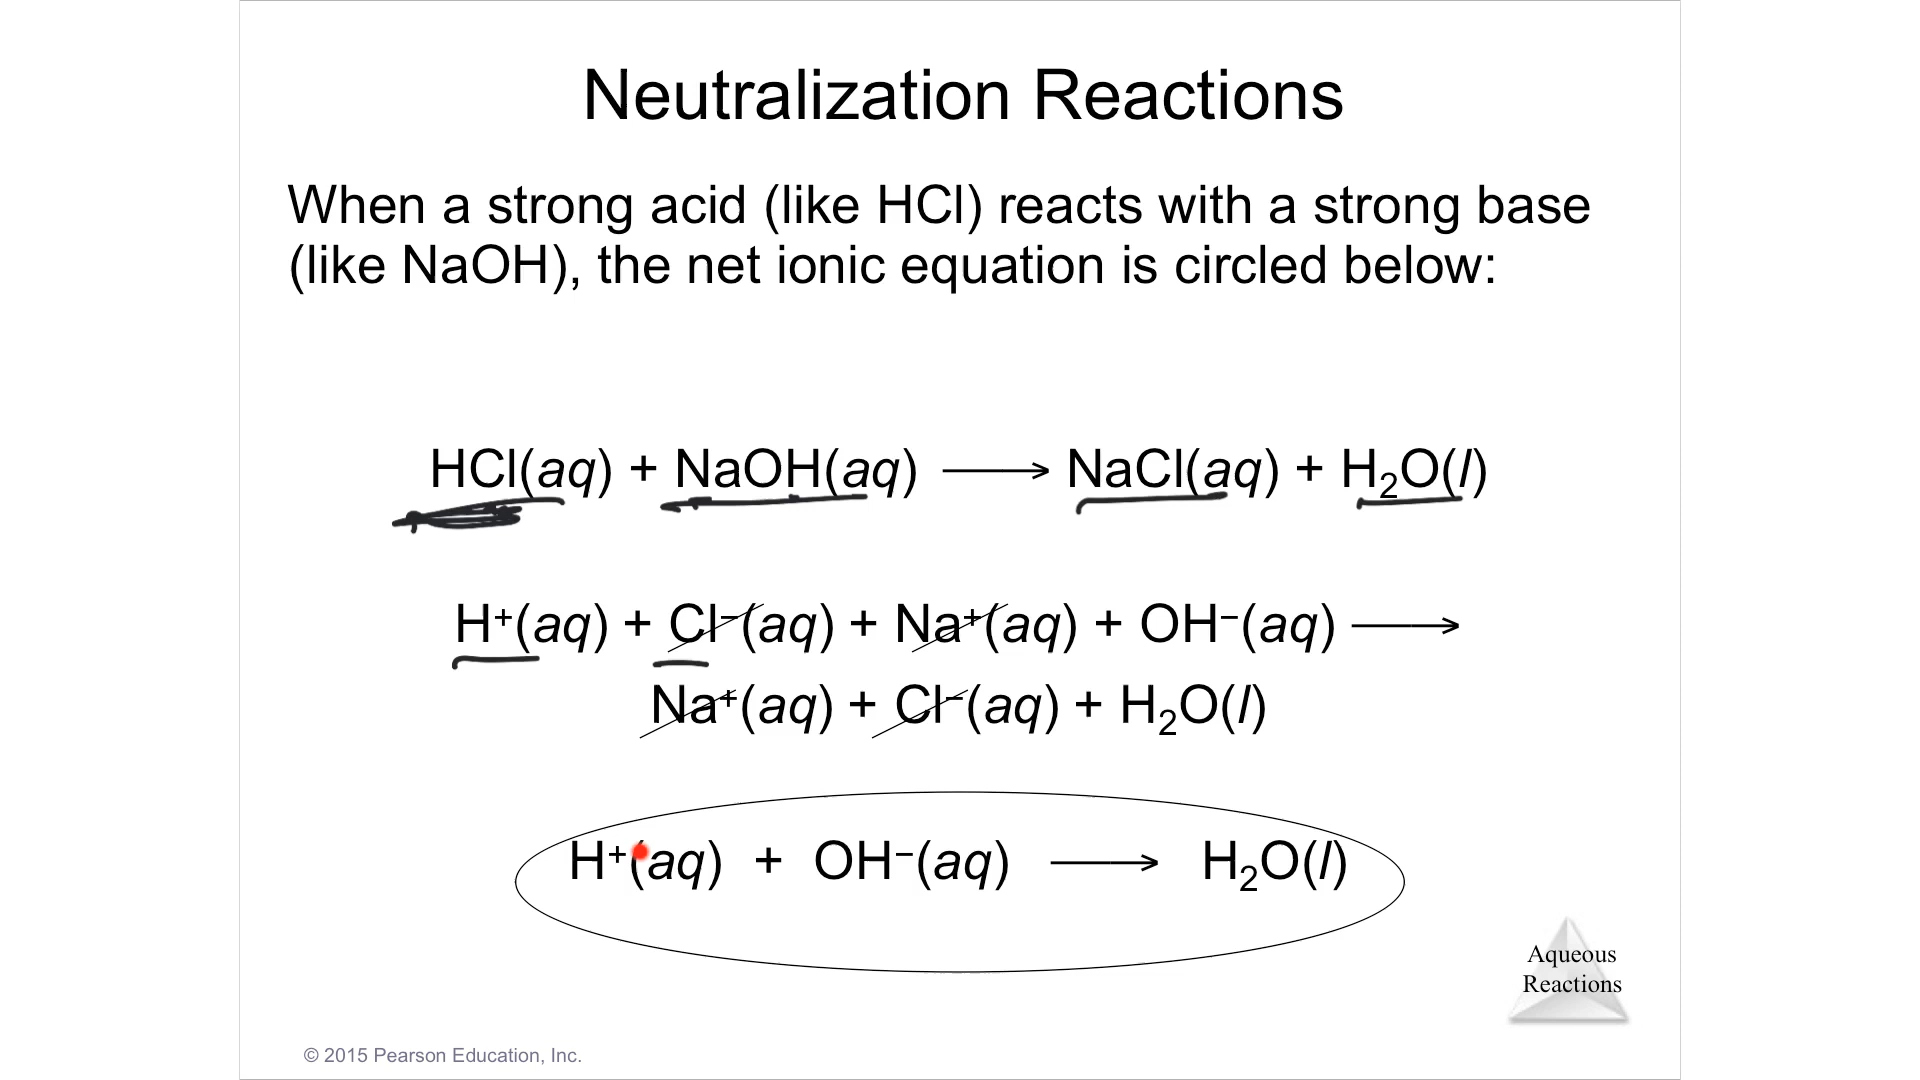 Neutralization Reactions
When a strong acid (like HCl) reacts with a strong base
(like NaOH), the net ionic equation is circled below:
HCl(aq) + NaOH(aq) ⟶ NaCl(aq) + H₂O(l)
H⁺(aq) + Cl⁻(aq) + Na⁺(aq) + OH⁻(aq) ⟶
Na⁺(aq) + Cl⁻(aq) + H₂O(l)
H⁺(aq) + OH⁻(aq) ⟶ H₂O(l)
Aqueous
Reactions
© 2015 Pearson Education, Inc.